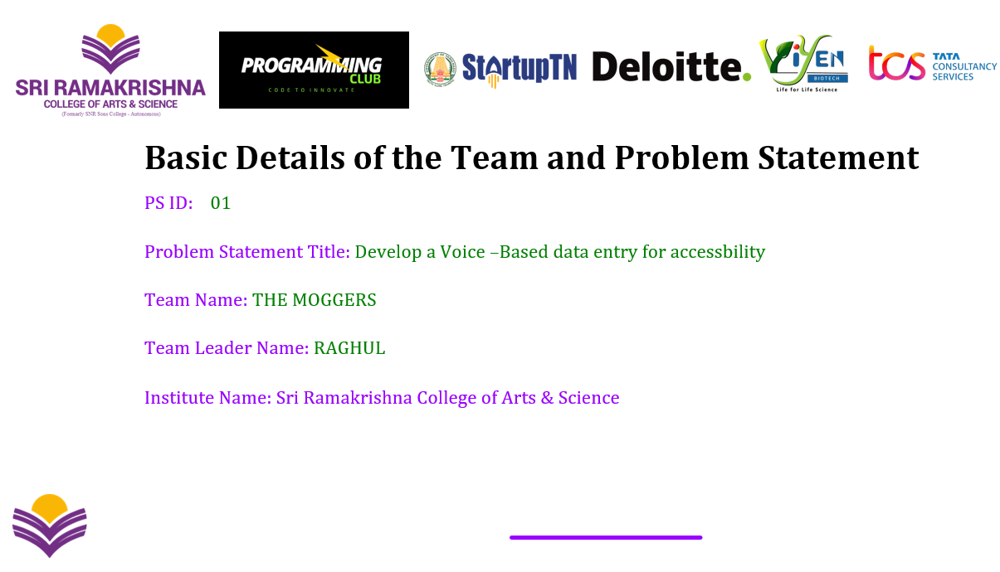 SRI RAMAKRISHNA
COLLEGE OF ARTS & SCIENCE
(Formerly SNR Sons College - Autonomous)
PROGRAMMING
CLUB
CODE TO INNOVATE
StartupTN
Deloitte.
ViYEN
BIOTECH
Life for Life Science
tcs
TATA
CONSULTANCY
SERVICES
Basic Details of the Team and Problem Statement
PS ID: 01
Problem Statement Title: Develop a Voice –Based data entry for accessbility
Team Name: THE MOGGERS
Team Leader Name: RAGHUL
Institute Name: Sri Ramakrishna College of Arts & Science